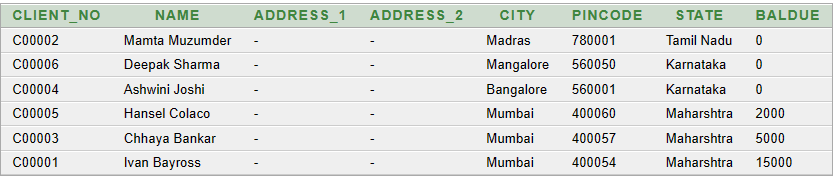 CLIENT_NO NAME ADDRESS_1 ADDRESS_2 CITY PINCODE STATE BALDUE
C00002 Mamta Muzumder - - Madras 780001 Tamil Nadu 0
C00006 Deepak Sharma - - Mangalore 560050 Karnataka 0
C00004 Ashwini Joshi - - Bangalore 560001 Karnataka 0
C00005 Hansel Colaco - - Mumbai 400060 Maharshtra 2000
C00003 Chhaya Bankar - - Mumbai 400057 Maharshtra 5000
C00001 Ivan Bayross - - Mumbai 400054 Maharshtra 15000